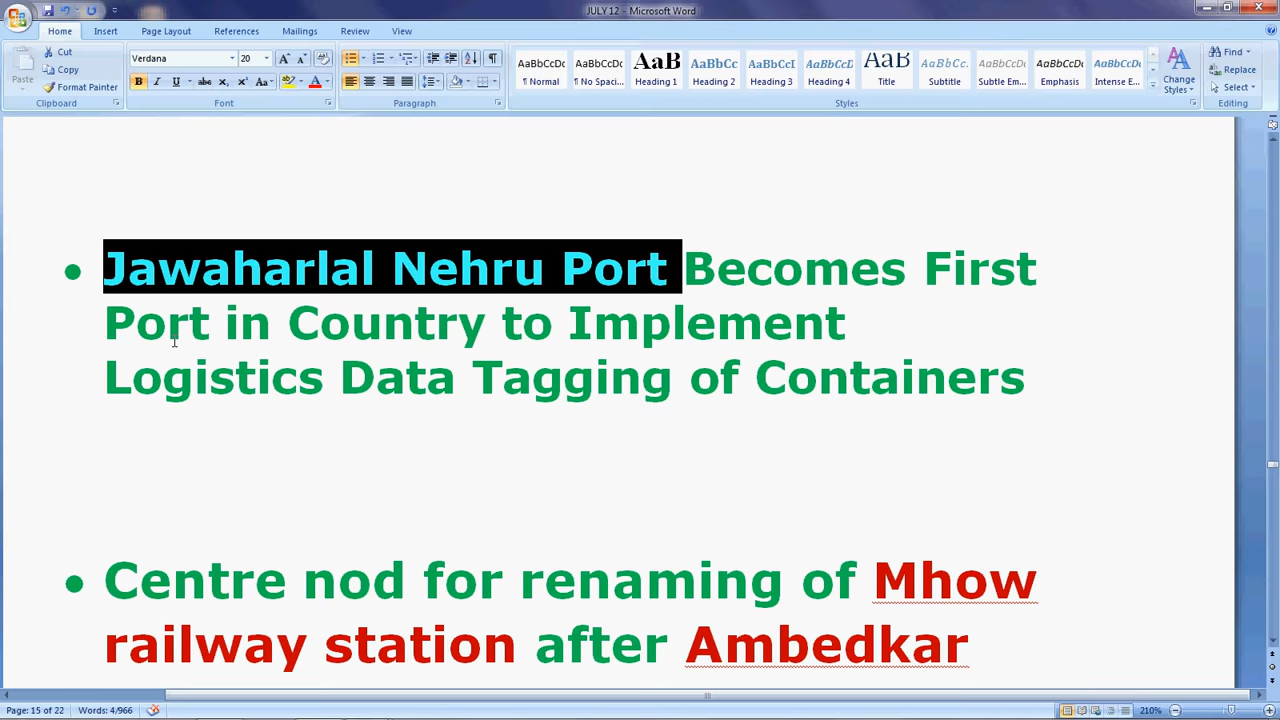 JULY 12 - Microsoft Word
Home Insert Page Layout References Mailings Review View
Cut
Copy
Format Painter
Paste
Clipboard
Verdana 20
Font
Paragraph
AaBbCcDc AaBbCcDc AaB AaBbCc AaBbCcI AaBbCcD AaB AaBbCc. AaBbCcDc AaBbCcDc AaBbCcDc
¶ Normal ¶ No Spaci... Heading 1 Heading 2 Heading 3 Heading 4 Title Subtitle Subtle Em... Emphasis Intense E...
Styles
Change Styles
Find
Replace
Select
Editing
• Jawaharlal Nehru Port Becomes First
Port in Country to Implement
Logistics Data Tagging of Containers
• Centre nod for renaming of Mhow
railway station after Ambedkar
Page: 15 of 22 Words: 4/966 210%